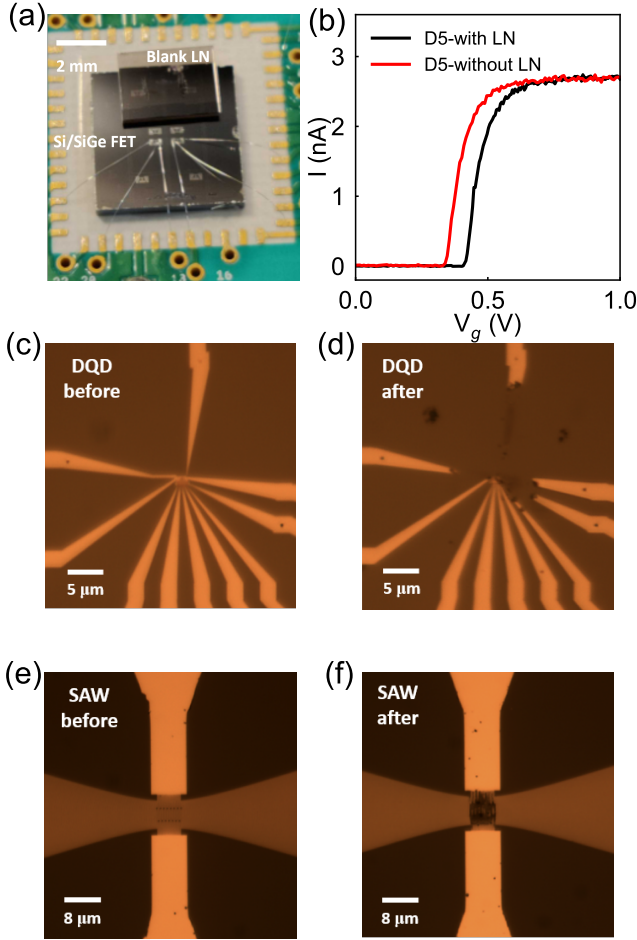 (a)
2 mm
Blank LN
Si/SiGe FET
16
(b)
D5-with LN
D5-without LN
I (nA)
3
2
1
0
0.0
0.5
1.0
V_g (V)
(c)
DQD
before
5 µm
(d)
DQD
after
5 µm
(e)
SAW
before
8 µm
(f)
SAW
after
8 µm